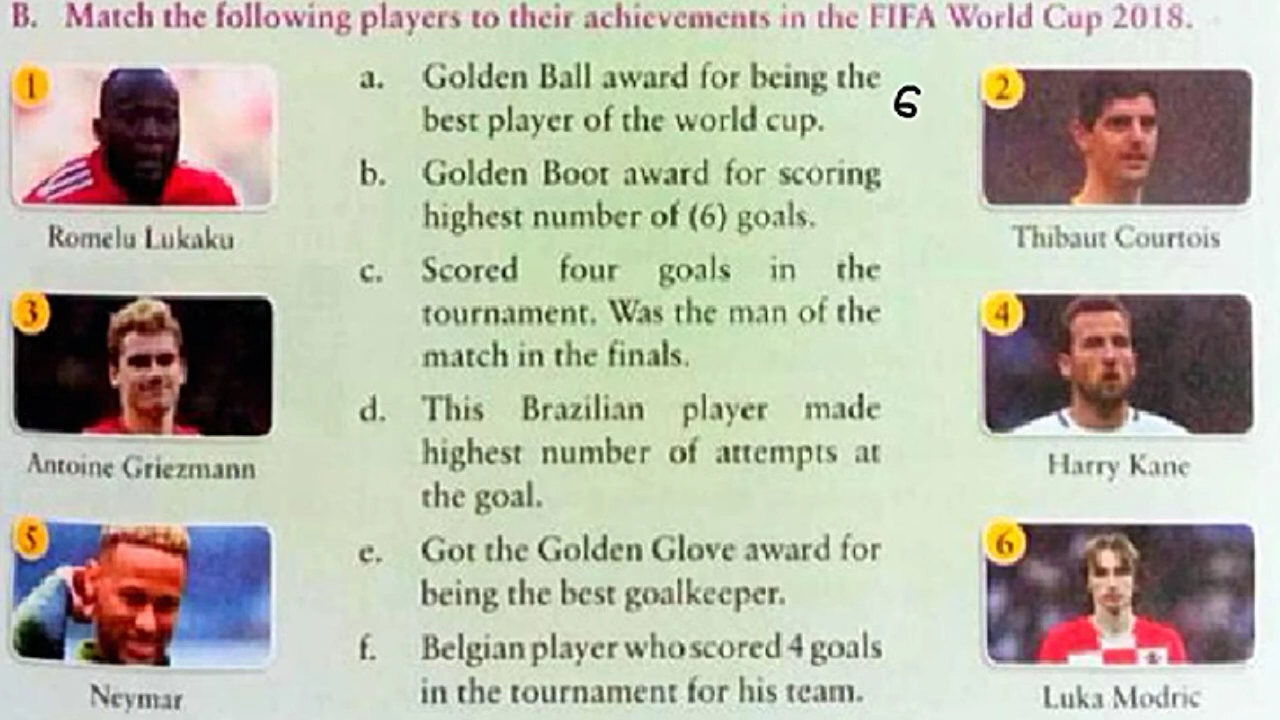 B. Match the following players to their achievements in the FIFA World Cup 2018.
1
Romelu Lukaku
3
Antoine Griezmann
5
Neymar
a. Golden Ball award for being the
best player of the world cup.
6
b. Golden Boot award for scoring
highest number of (6) goals.
c. Scored four goals in the
tournament. Was the man of the
match in the finals.
d. This Brazilian player made
highest number of attempts at
the goal.
e. Got the Golden Glove award for
being the best goalkeeper.
f. Belgian player who scored 4 goals
in the tournament for his team.
2
Thibaut Courtois
4
Harry Kane
6
Luka Modric